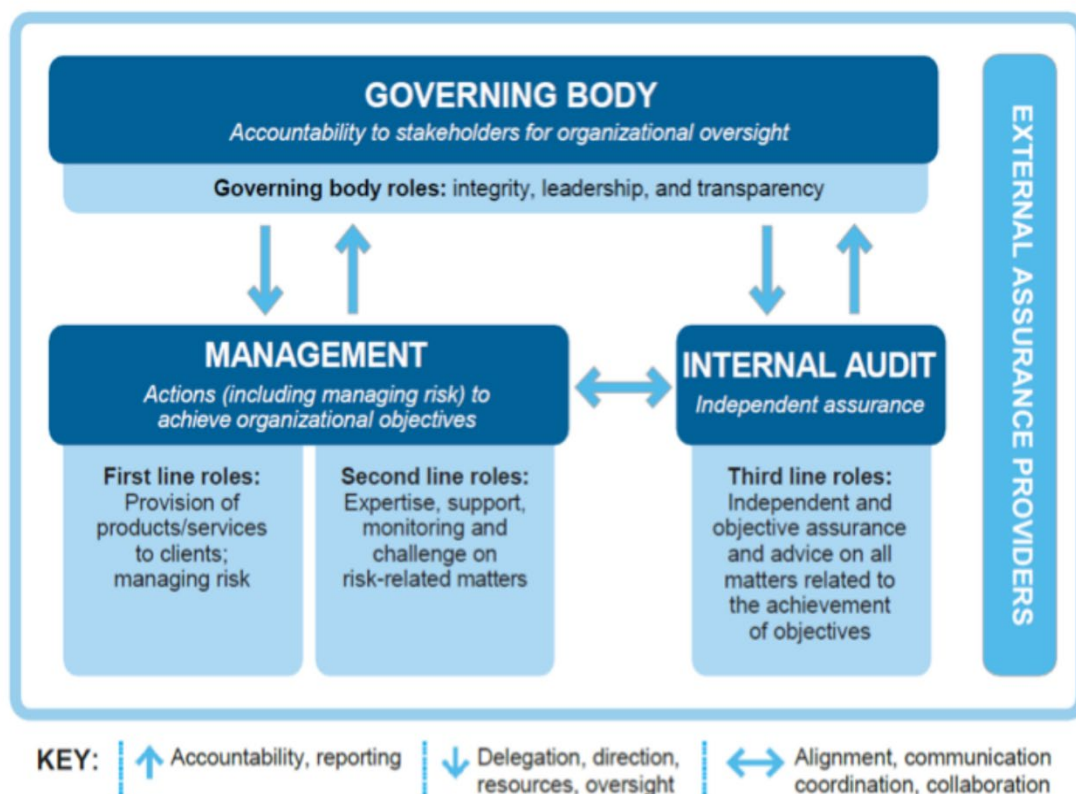 GOVERNING BODY
Accountability to stakeholders for organizational oversight
Governing body roles: integrity, leadership, and transparency
MANAGEMENT
Actions (including managing risk) to
achieve organizational objectives
First line roles:
Provision of
products/services
to clients;
managing risk
Second line roles:
Expertise, support,
monitoring and
challenge on
risk-related matters
INTERNAL AUDIT
Independent assurance
Third line roles:
Independent and
objective assurance
and advice on all
matters related to
the achievement
of objectives
EXTERNAL ASSURANCE PROVIDERS
KEY:
Accountability, reporting
Delegation, direction,
resources, oversight
Alignment, communication
coordination, collaboration